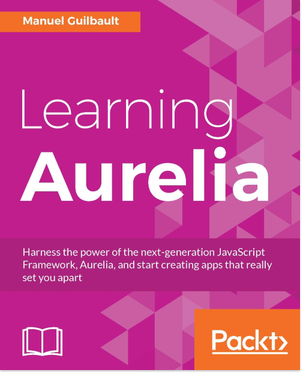 Manuel Guilbault
Learning
Aurelia
Harness the power of the next-generation JavaScript
Framework, Aurelia, and start creating apps that really
set you apart
Packt>